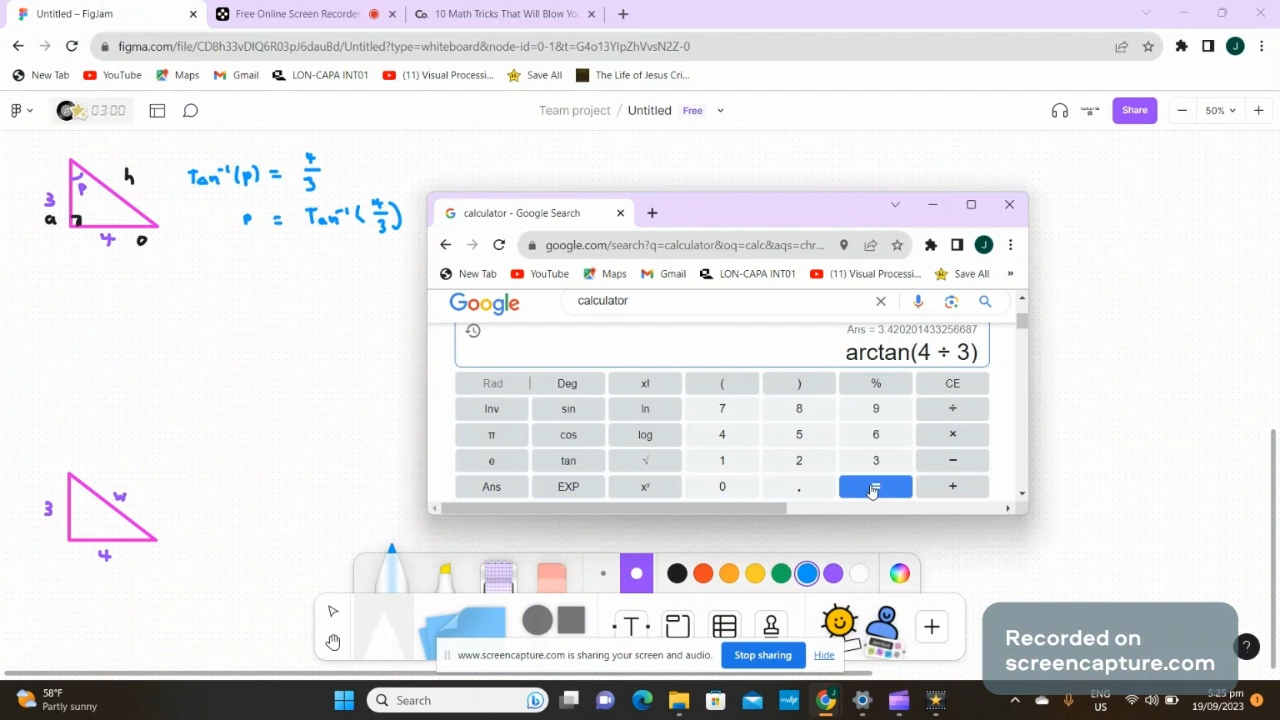 Untitled – FigJam
Free Online Screen Recorder
Co. 10 Math Tricks That Will Blow Yo
figma.com/file/CD8h33vDIQ6R03pJ6dauBd/Untitled?type=whiteboard&node-id=0-1&t=G4o13YIpZhVvsN2Z-0
J
New Tab
YouTube
Maps
Gmail
LON-CAPA INT01
(11) Visual Processi...
Save All
The Life of Jesus Cri...
03:00
Team project / Untitled Free
Share
50%
3
P
h
a
4
o
Tan⁻¹(p) = 4/3
P = Tan⁻¹(4/3)
calculator - Google Search
google.com/search?q=calculator&oq=calc&aqs=chr...
J
New Tab
YouTube
Maps
Gmail
LON-CAPA INT01
(11) Visual Processi...
Save All
»
Google
calculator
Ans = 3.420201433256687
arctan(4 ÷ 3)
Rad | Deg x! ( ) % CE
Inv sin ln 7 8 9 ÷
π cos log 4 5 6 ×
e tan √ 1 2 3 −
Ans EXP xʸ 0 . = +
3
w
4
T
www.screencapture.com is sharing your screen and audio.
Stop sharing
Hide
Recorded on
screencapture.com
?
58°F
Partly sunny
Search
ENG
US
5:25 pm
19/09/2023
1